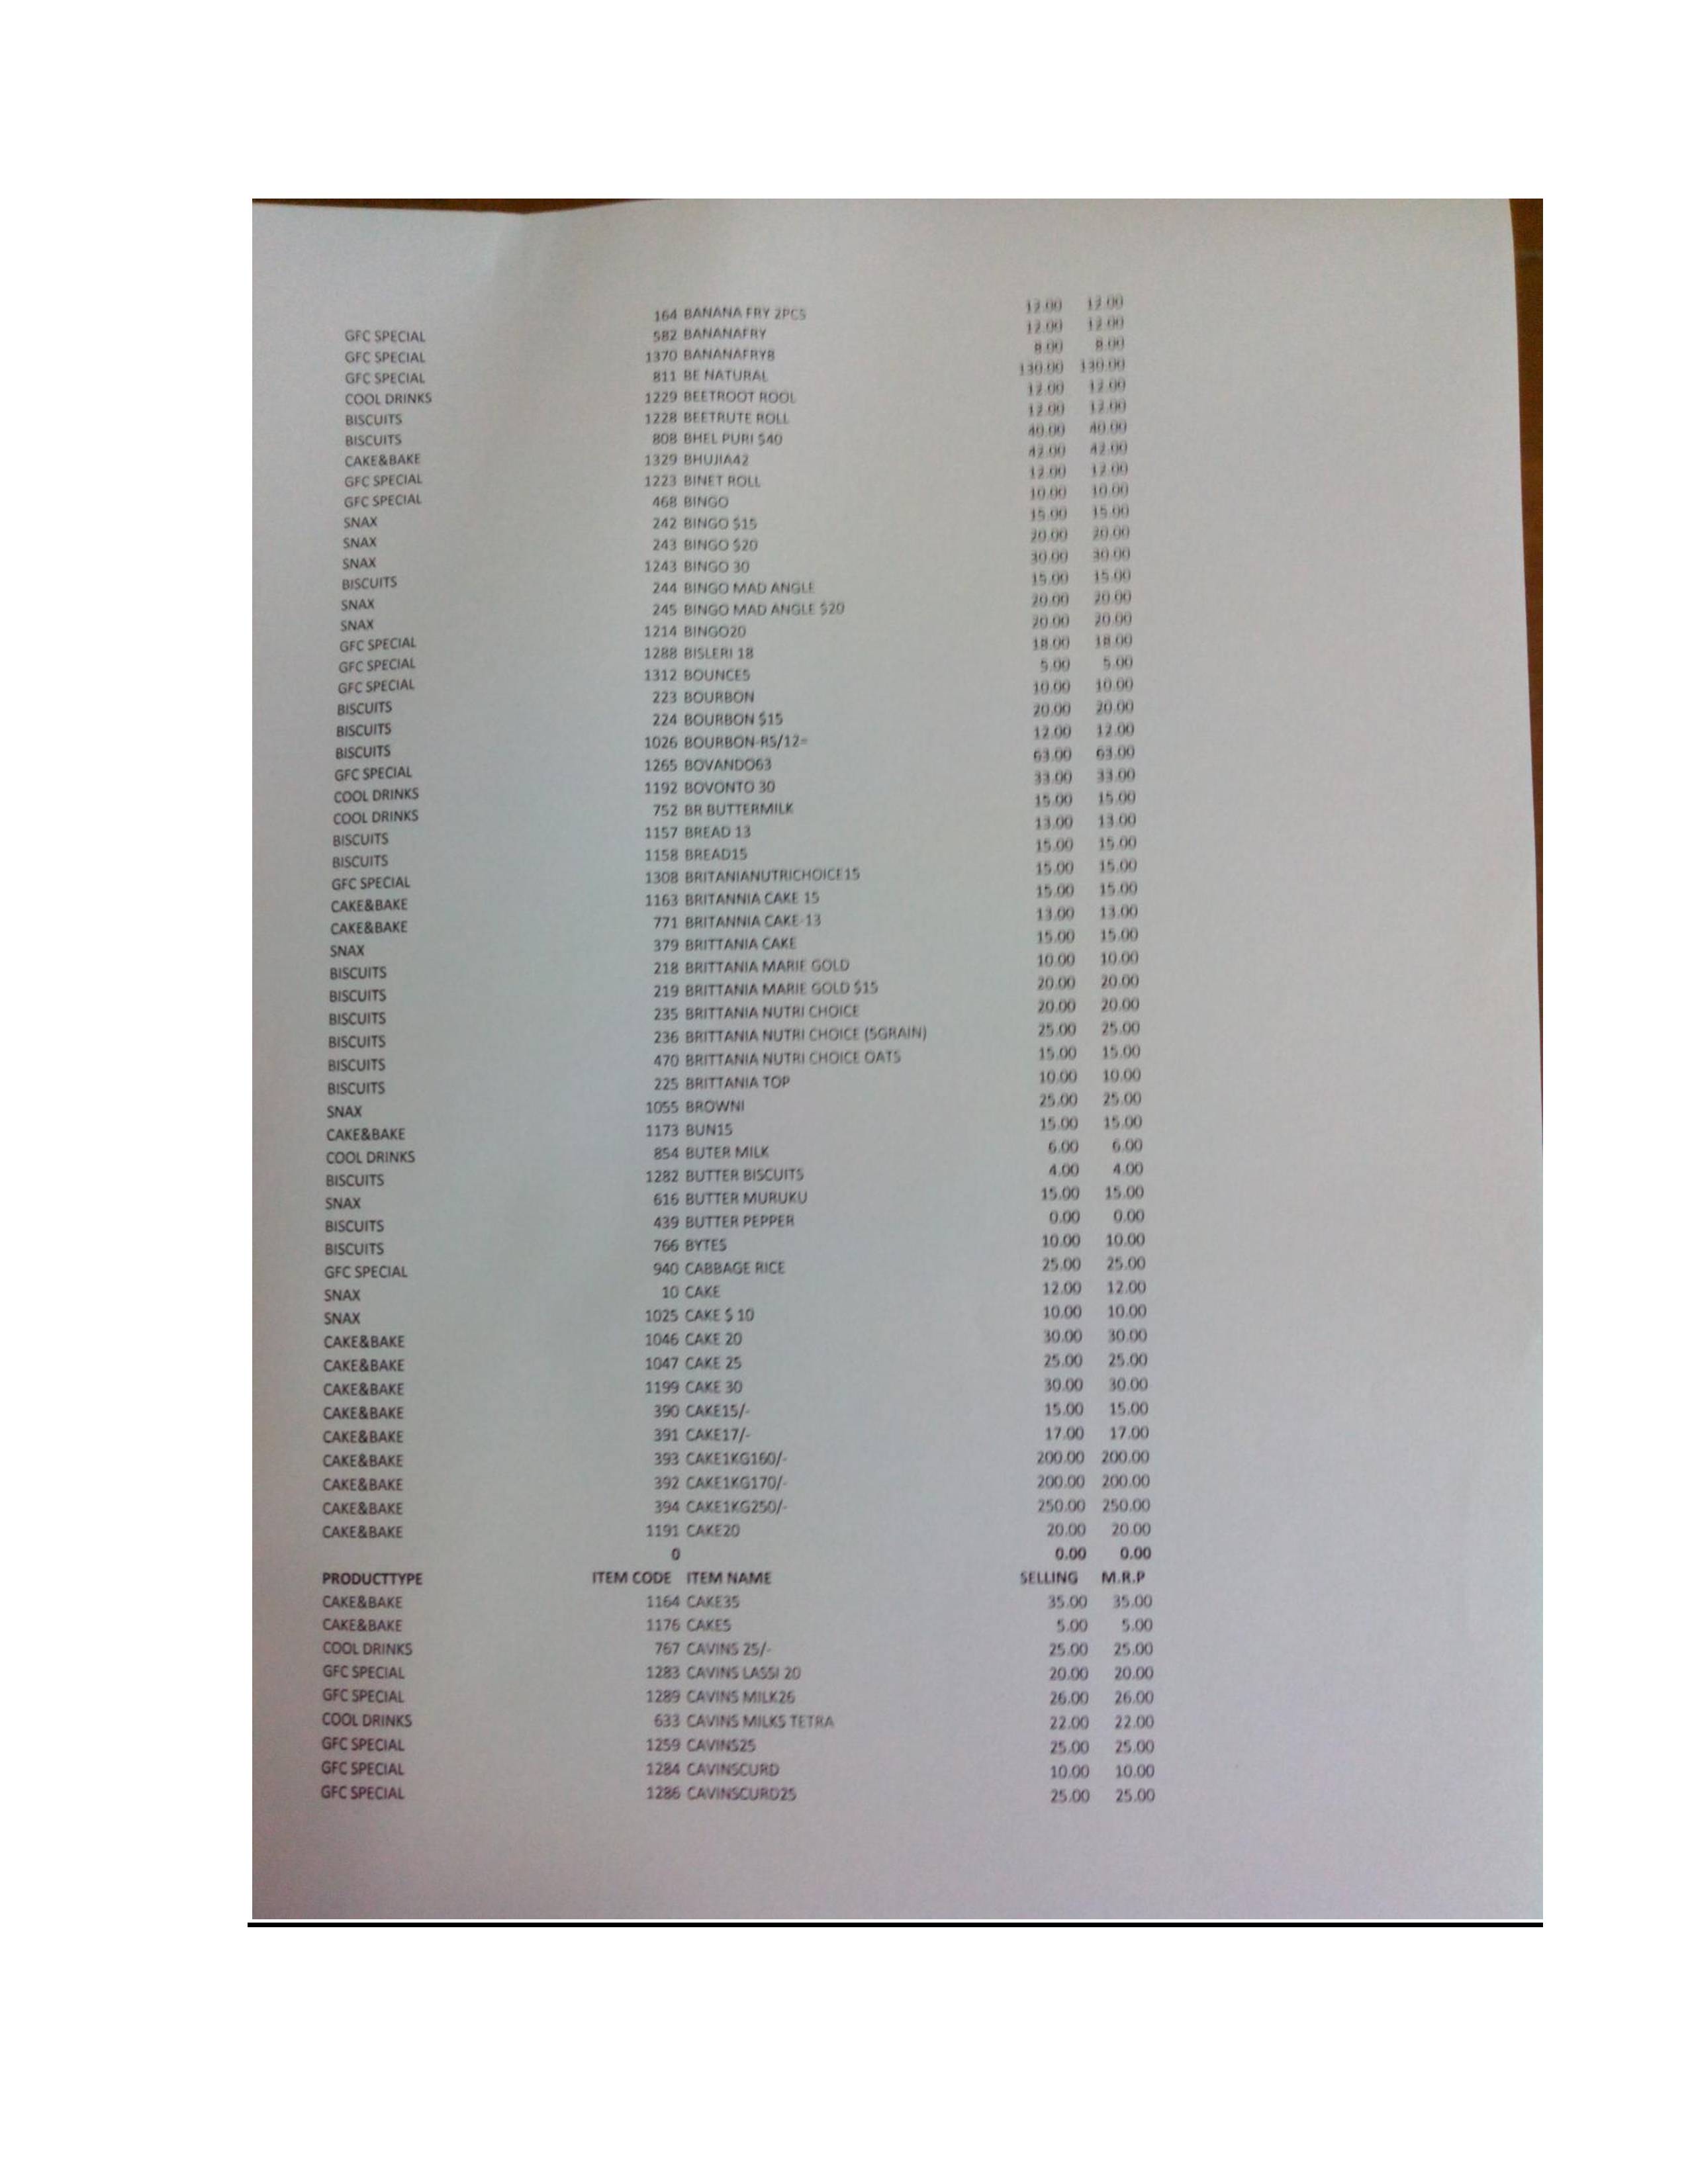 GFC SPECIAL 164 BANANA FRY 2PCS 12.00 12.00
GFC SPECIAL 582 BANANAFRY 12.00 12.00
GFC SPECIAL 1370 BANANAFRY8 8.00 8.00
COOL DRINKS 811 BE NATURAL 130.00 130.00
BISCUITS 1229 BEETROOT ROOL 12.00 12.00
BISCUITS 1228 BEETRUTE ROLL 12.00 12.00
CAKE&BAKE 808 BHEL PURI $40 40.00 40.00
GFC SPECIAL 1329 BHUJIA42 42.00 42.00
GFC SPECIAL 1223 BINET ROLL 12.00 12.00
SNAX 468 BINGO 10.00 10.00
SNAX 242 BINGO $15 15.00 15.00
SNAX 243 BINGO $20 20.00 20.00
BISCUITS 1243 BINGO 30 30.00 30.00
SNAX 244 BINGO MAD ANGLE 15.00 15.00
SNAX 245 BINGO MAD ANGLE $20 20.00 20.00
GFC SPECIAL 1214 BINGO20 20.00 20.00
GFC SPECIAL 1288 BISLERI 18 18.00 18.00
GFC SPECIAL 1312 BOUNCE5 5.00 5.00
BISCUITS 223 BOURBON 10.00 10.00
BISCUITS 224 BOURBON $15 20.00 20.00
BISCUITS 1026 BOURBON-RS/12= 12.00 12.00
GFC SPECIAL 1265 BOVANDO63 63.00 63.00
COOL DRINKS 1192 BOVONTO 30 33.00 33.00
COOL DRINKS 752 BR BUTTERMILK 15.00 15.00
BISCUITS 1157 BREAD 13 13.00 13.00
BISCUITS 1158 BREAD15 15.00 15.00
GFC SPECIAL 1308 BRITANIANUTRICHOICE15 15.00 15.00
CAKE&BAKE 1163 BRITANNIA CAKE 15 15.00 15.00
CAKE&BAKE 771 BRITANNIA CAKE-13 13.00 13.00
SNAX 379 BRITTANIA CAKE 15.00 15.00
BISCUITS 218 BRITTANIA MARIE GOLD 10.00 10.00
BISCUITS 219 BRITTANIA MARIE GOLD $15 20.00 20.00
BISCUITS 235 BRITTANIA NUTRI CHOICE 20.00 20.00
BISCUITS 236 BRITTANIA NUTRI CHOICE (5GRAIN) 25.00 25.00
BISCUITS 470 BRITTANIA NUTRI CHOICE OATS 15.00 15.00
BISCUITS 225 BRITTANIA TOP 10.00 10.00
SNAX 1055 BROWNI 25.00 25.00
CAKE&BAKE 1173 BUN15 15.00 15.00
COOL DRINKS 854 BUTER MILK 6.00 6.00
BISCUITS 1282 BUTTER BISCUITS 4.00 4.00
SNAX 616 BUTTER MURUKU 15.00 15.00
BISCUITS 439 BUTTER PEPPER 0.00 0.00
BISCUITS 766 BYTES 10.00 10.00
GFC SPECIAL 940 CABBAGE RICE 25.00 25.00
SNAX 10 CAKE 12.00 12.00
SNAX 1025 CAKE $ 10 10.00 10.00
CAKE&BAKE 1046 CAKE 20 30.00 30.00
CAKE&BAKE 1047 CAKE 25 25.00 25.00
CAKE&BAKE 1199 CAKE 30 30.00 30.00
CAKE&BAKE 390 CAKE15/- 15.00 15.00
CAKE&BAKE 391 CAKE17/- 17.00 17.00
CAKE&BAKE 393 CAKE1KG160/- 200.00 200.00
CAKE&BAKE 392 CAKE1KG170/- 200.00 200.00
CAKE&BAKE 394 CAKE1KG250/- 250.00 250.00
CAKE&BAKE 1191 CAKE20 20.00 20.00
0 0.00 0.00
PRODUCTTYPE ITEM CODE ITEM NAME SELLING M.R.P
CAKE&BAKE 1164 CAKE35 35.00 35.00
CAKE&BAKE 1176 CAKE5 5.00 5.00
COOL DRINKS 767 CAVINS 25/- 25.00 25.00
GFC SPECIAL 1283 CAVINS LASSI 20 20.00 20.00
GFC SPECIAL 1289 CAVINS MILK26 26.00 26.00
COOL DRINKS 633 CAVINS MILKS TETRA 22.00 22.00
GFC SPECIAL 1259 CAVINS25 25.00 25.00
GFC SPECIAL 1284 CAVINSCURD 10.00 10.00
GFC SPECIAL 1286 CAVINSCURD25 25.00 25.00